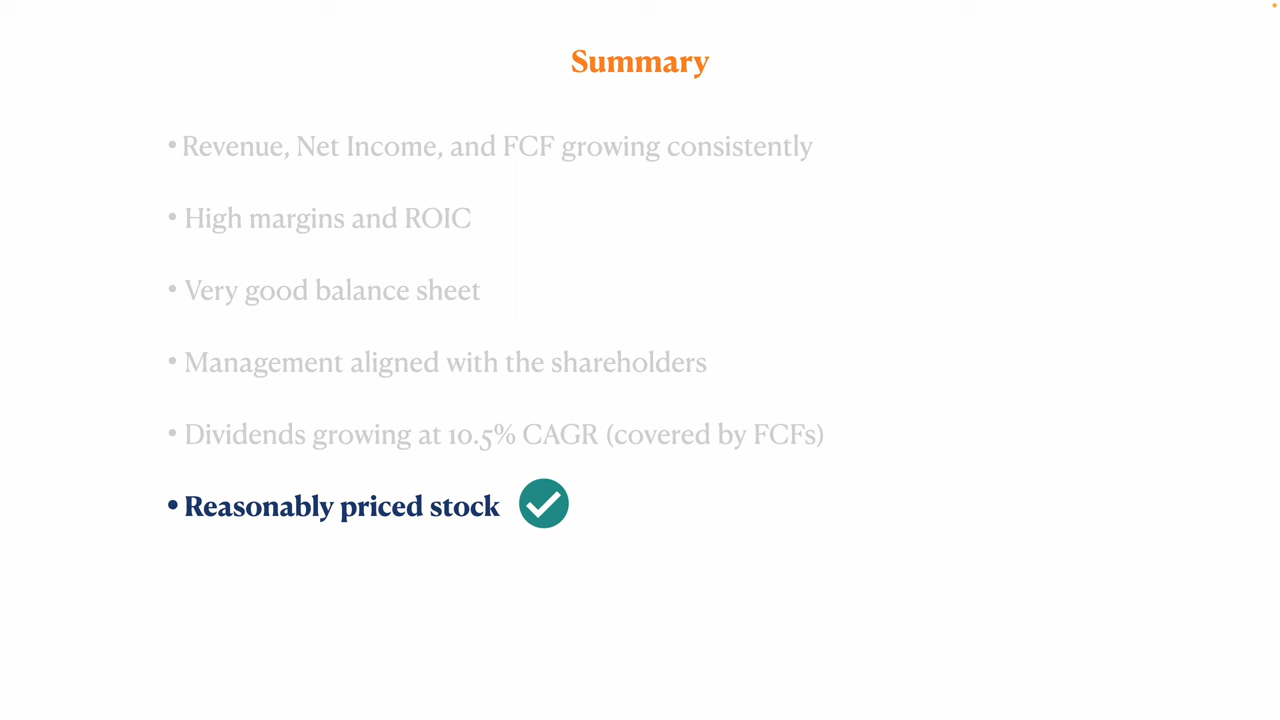 Summary
• Revenue, Net Income, and FCF growing consistently
• High margins and ROIC
• Very good balance sheet
• Management aligned with the shareholders
• Dividends growing at 10.5% CAGR (covered by FCFs)
• Reasonably priced stock